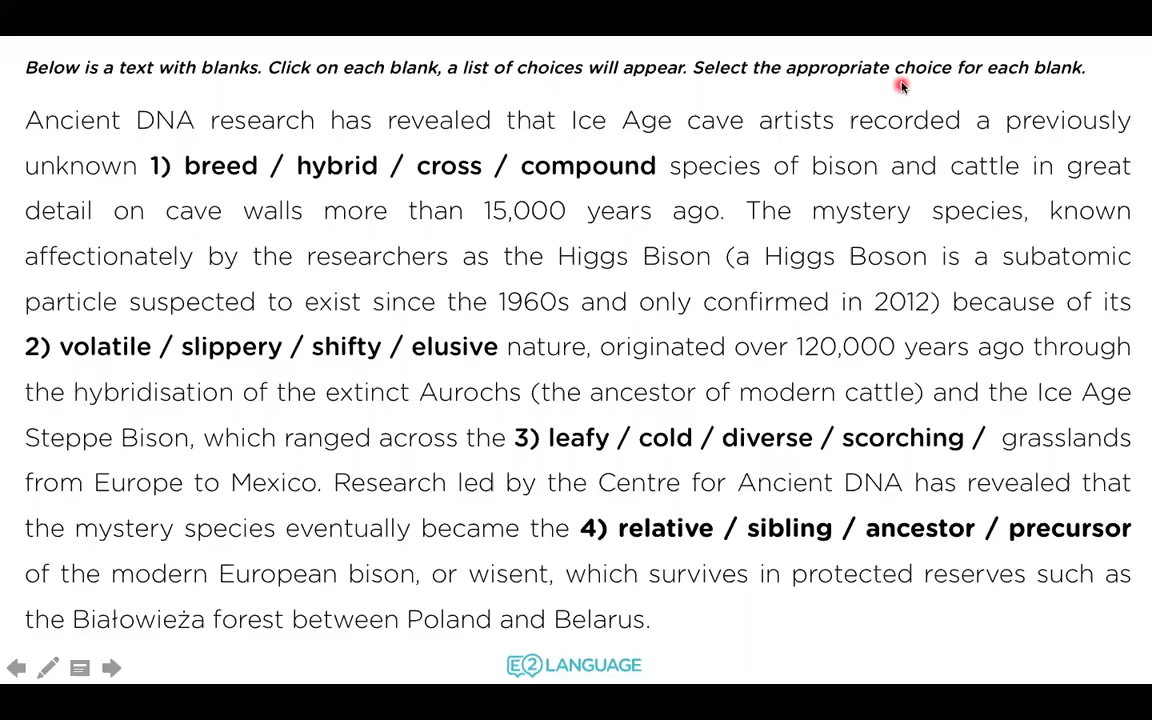 Below is a text with blanks. Click on each blank, a list of choices will appear. Select the appropriate choice for each blank.
Ancient DNA research has revealed that Ice Age cave artists recorded a previously
unknown 1) breed / hybrid / cross / compound species of bison and cattle in great
detail on cave walls more than 15,000 years ago. The mystery species, known
affectionately by the researchers as the Higgs Bison (a Higgs Boson is a subatomic
particle suspected to exist since the 1960s and only confirmed in 2012) because of its
2) volatile / slippery / shifty / elusive nature, originated over 120,000 years ago through
the hybridisation of the extinct Aurochs (the ancestor of modern cattle) and the Ice Age
Steppe Bison, which ranged across the 3) leafy / cold / diverse / scorching / grasslands
from Europe to Mexico. Research led by the Centre for Ancient DNA has revealed that
the mystery species eventually became the 4) relative / sibling / ancestor / precursor
of the modern European bison, or wisent, which survives in protected reserves such as
the Białowieża forest between Poland and Belarus.
E2 LANGUAGE